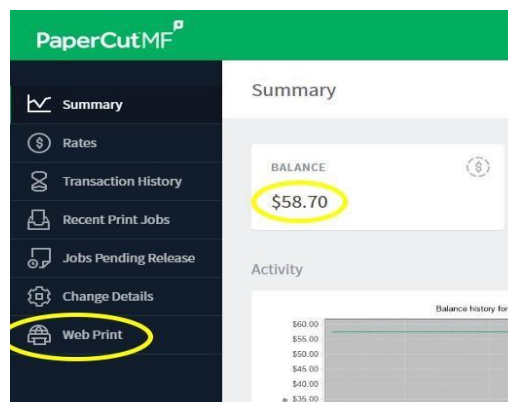 PaperCutMF
Summary
Rates
Transaction History
Recent Print Jobs
Jobs Pending Release
Change Details
Web Print
Summary
BALANCE
$58.70
Activity
Balance history for
$60.00
$55.00
$50.00
$45.00
$40.00
$35.00